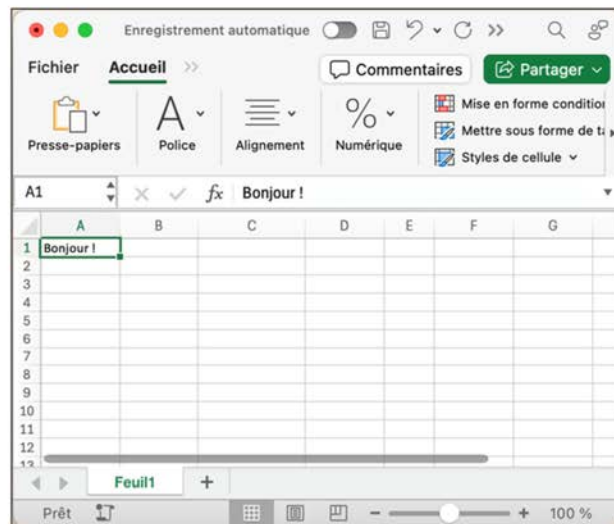 Enregistrement automatique
Fichier Accueil Commentaires Partager
Presse-papiers Police Alignement % Numérique
Mise en forme condition
Mettre sous forme de ta
Styles de cellule
A1 fx Bonjour !
A B C D E F G
1 Bonjour !
2
3
4
5
6
7
8
9
10
11
12
13
Feuil1 +
Prêt − + 100 %